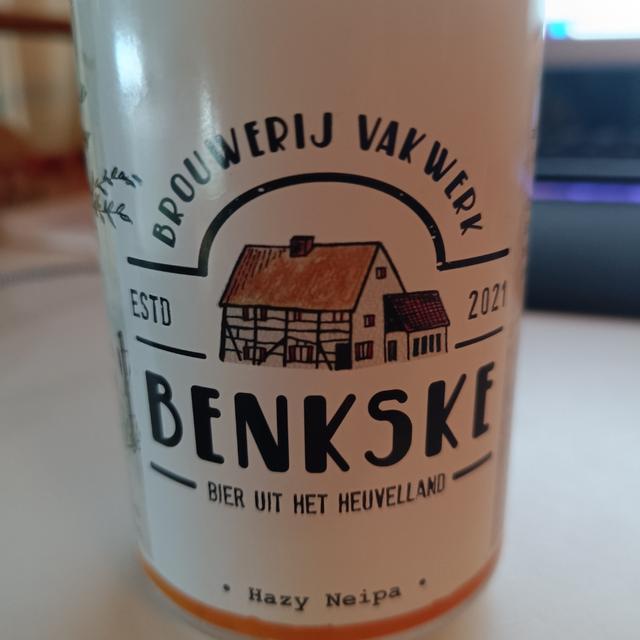 BROUWERIJ VAKWERK
ESTD 2021
BENKSKE
BIER UIT HET HEUVELLAND
• Hazy Neipa •